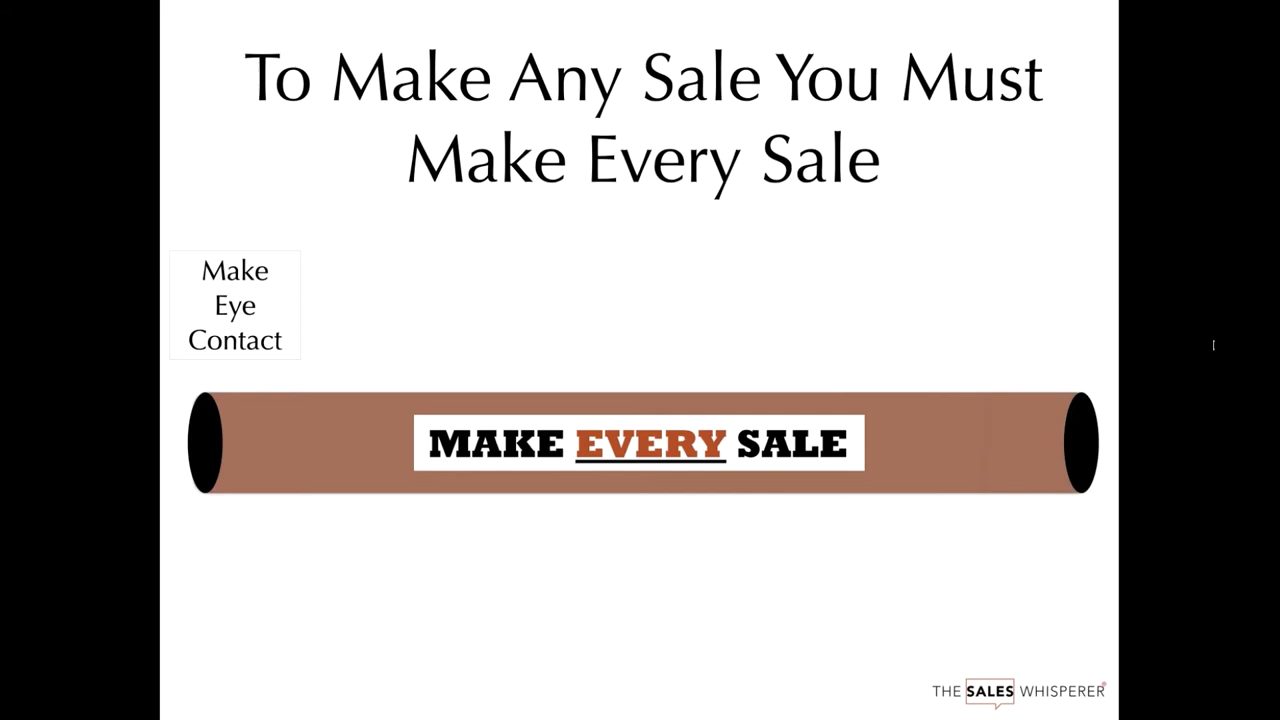 To Make Any Sale You Must
Make Every Sale
Make
Eye
Contact
MAKE EVERY SALE
THE SALES WHISPERER